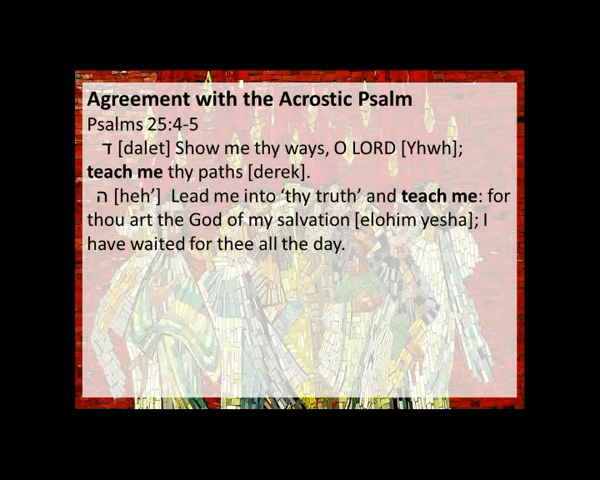 Agreement with the Acrostic Psalm
Psalms 25:4-5
ד [dalet] Show me thy ways, O LORD [Yhwh];
teach me thy paths [derek].
ה [heh’] Lead me into ‘thy truth’ and teach me: for
thou art the God of my salvation [elohim yesha]; I
have waited for thee all the day.